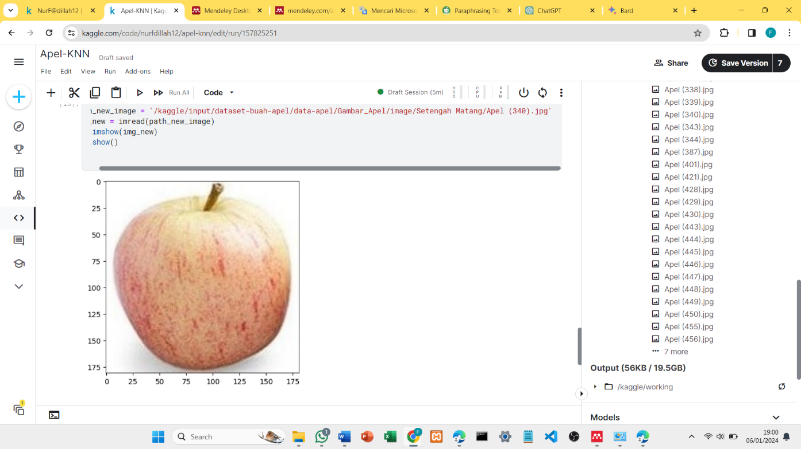 NurF@dillah12 |
Apel-KNN | Kagg
Mendeley Deskt
mendeley.com/a
Mencari Microso
Paraphrasing To
ChatGPT
Bard
kaggle.com/code/nurfdillah12/apel-knn/edit/run/157825251
Apel-KNN
Draft saved
File Edit View Run Add-ons Help
Share
Save Version 7
Run All
Code
Draft Session (5m)
n_new_image = '/kaggle/input/dataset-buah-apel/data-apel/Gambar_Apel/image/Setengah Matang/Apel (340).jpg'
.new = imread(path_new_image)
imshow(img_new)
show()
0
25
50
75
100
125
150
175
0 25 50 75 100 125 150 175
Apel (338).jpg
Apel (339).jpg
Apel (340).jpg
Apel (343).jpg
Apel (344).jpg
Apel (387).jpg
Apel (401).jpg
Apel (421).jpg
Apel (428).jpg
Apel (429).jpg
Apel (430).jpg
Apel (443).jpg
Apel (444).jpg
Apel (445).jpg
Apel (446).jpg
Apel (447).jpg
Apel (448).jpg
Apel (449).jpg
Apel (450).jpg
Apel (455).jpg
Apel (456).jpg
7 more
Output (56KB / 19.5GB)
/kaggle/working
Models
Search
19:00
06/01/2024